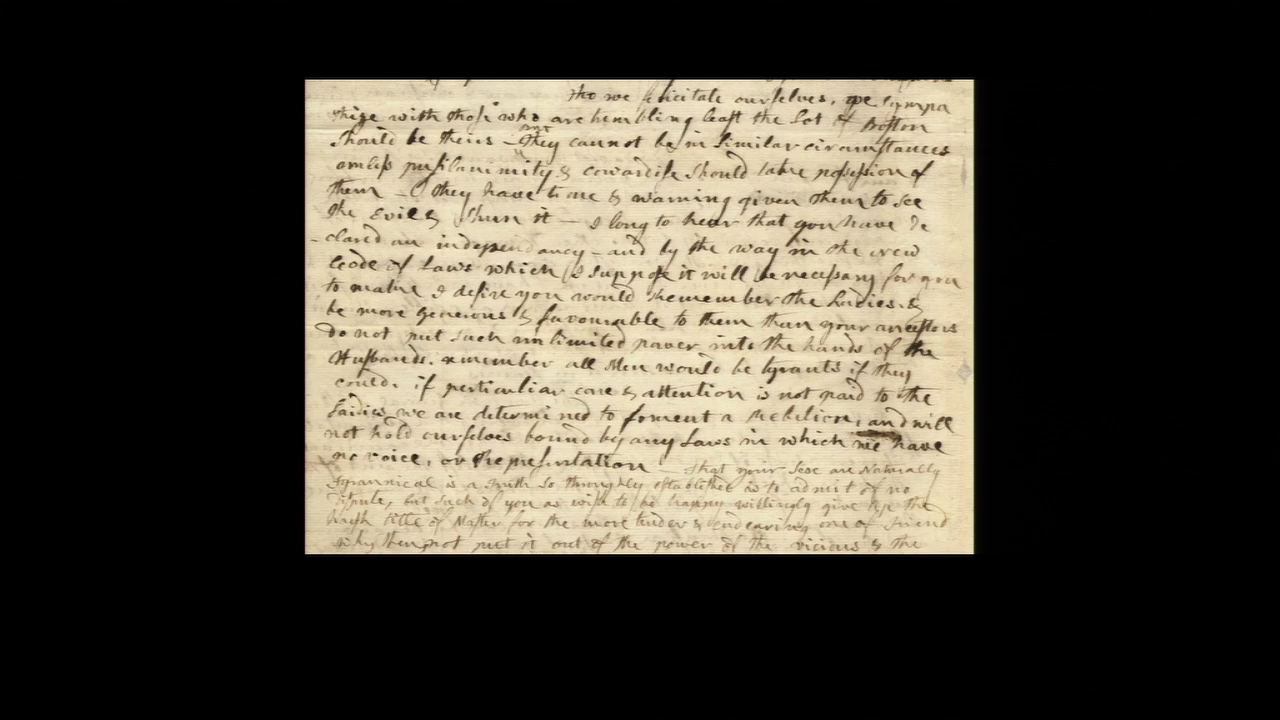 tho we felicitate ourselves, we sympa
thize with those who are trembling least the Lot of Boston
should be theirs – But they cannot be in similar circumstances
unless pusilanimity & cowardise should take possession of
them – they have time & warning given them to see
the Evil & shun it – I long to hear that you have de
clared an independancy – and by the way in the new
Code of Laws which I suppose it will be necessary for you
to make I desire you would Remember the Ladies, &
be more generous & favourable to them than your ancestors
do not put such unlimited power into the hands of the
Husbands. remember all Men would be tyrants if they
could. if perticuliar care & attention is not paid to the
Ladies we are determined to foment a Rebelion, and will
not hold ourselves bound by any Laws in which we have
no voice, or Representation – that your Sex are Naturally
Tyrannical is a Truth so throughly established as to admit of no
dispute, but such of you as wish to be happy willingly give up the
harsh title of Master for the more tender & endearing one of Friend
Why then, not put it out of the power of the vicious & the